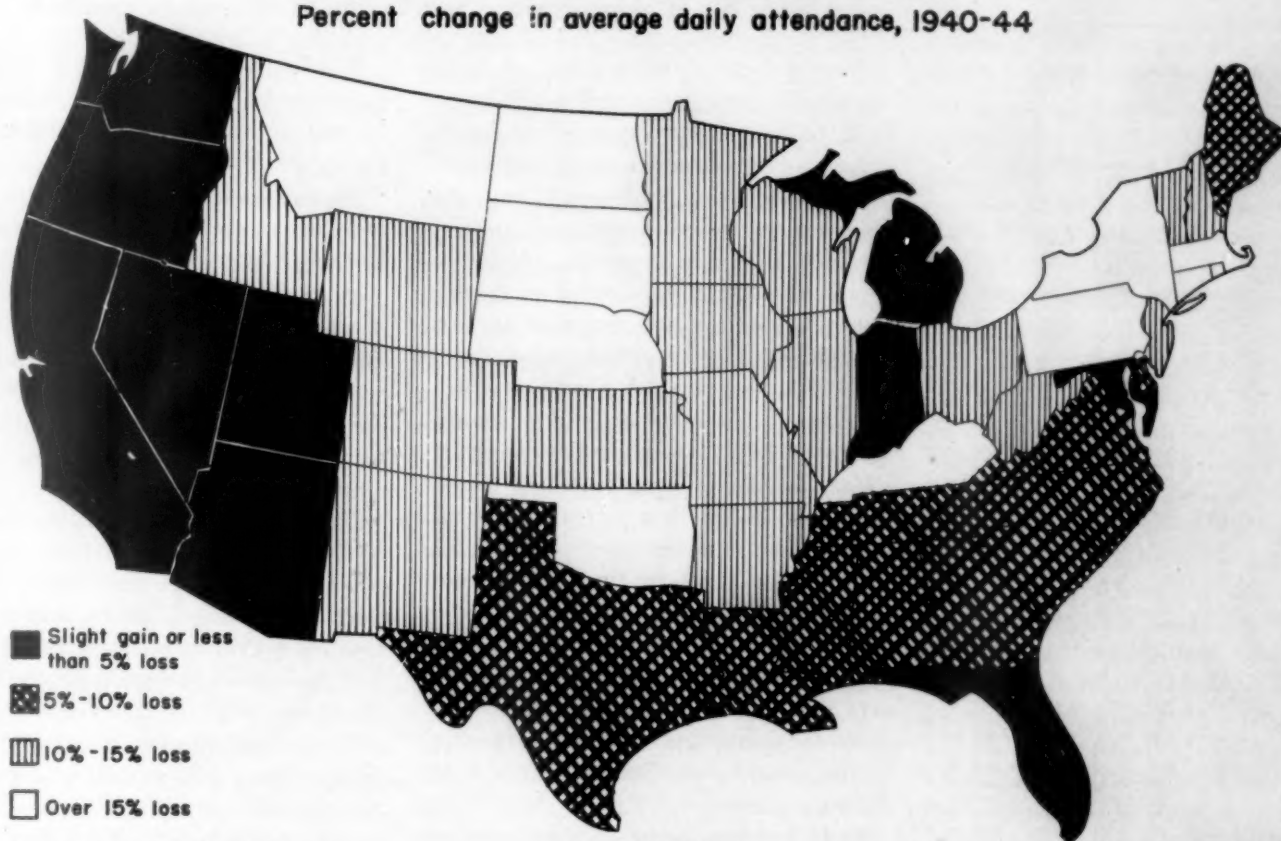 Percent change in average daily attendance, 1940-44
Slight gain or less
than 5% loss
5%-10% loss
10%-15% loss
Over 15% loss